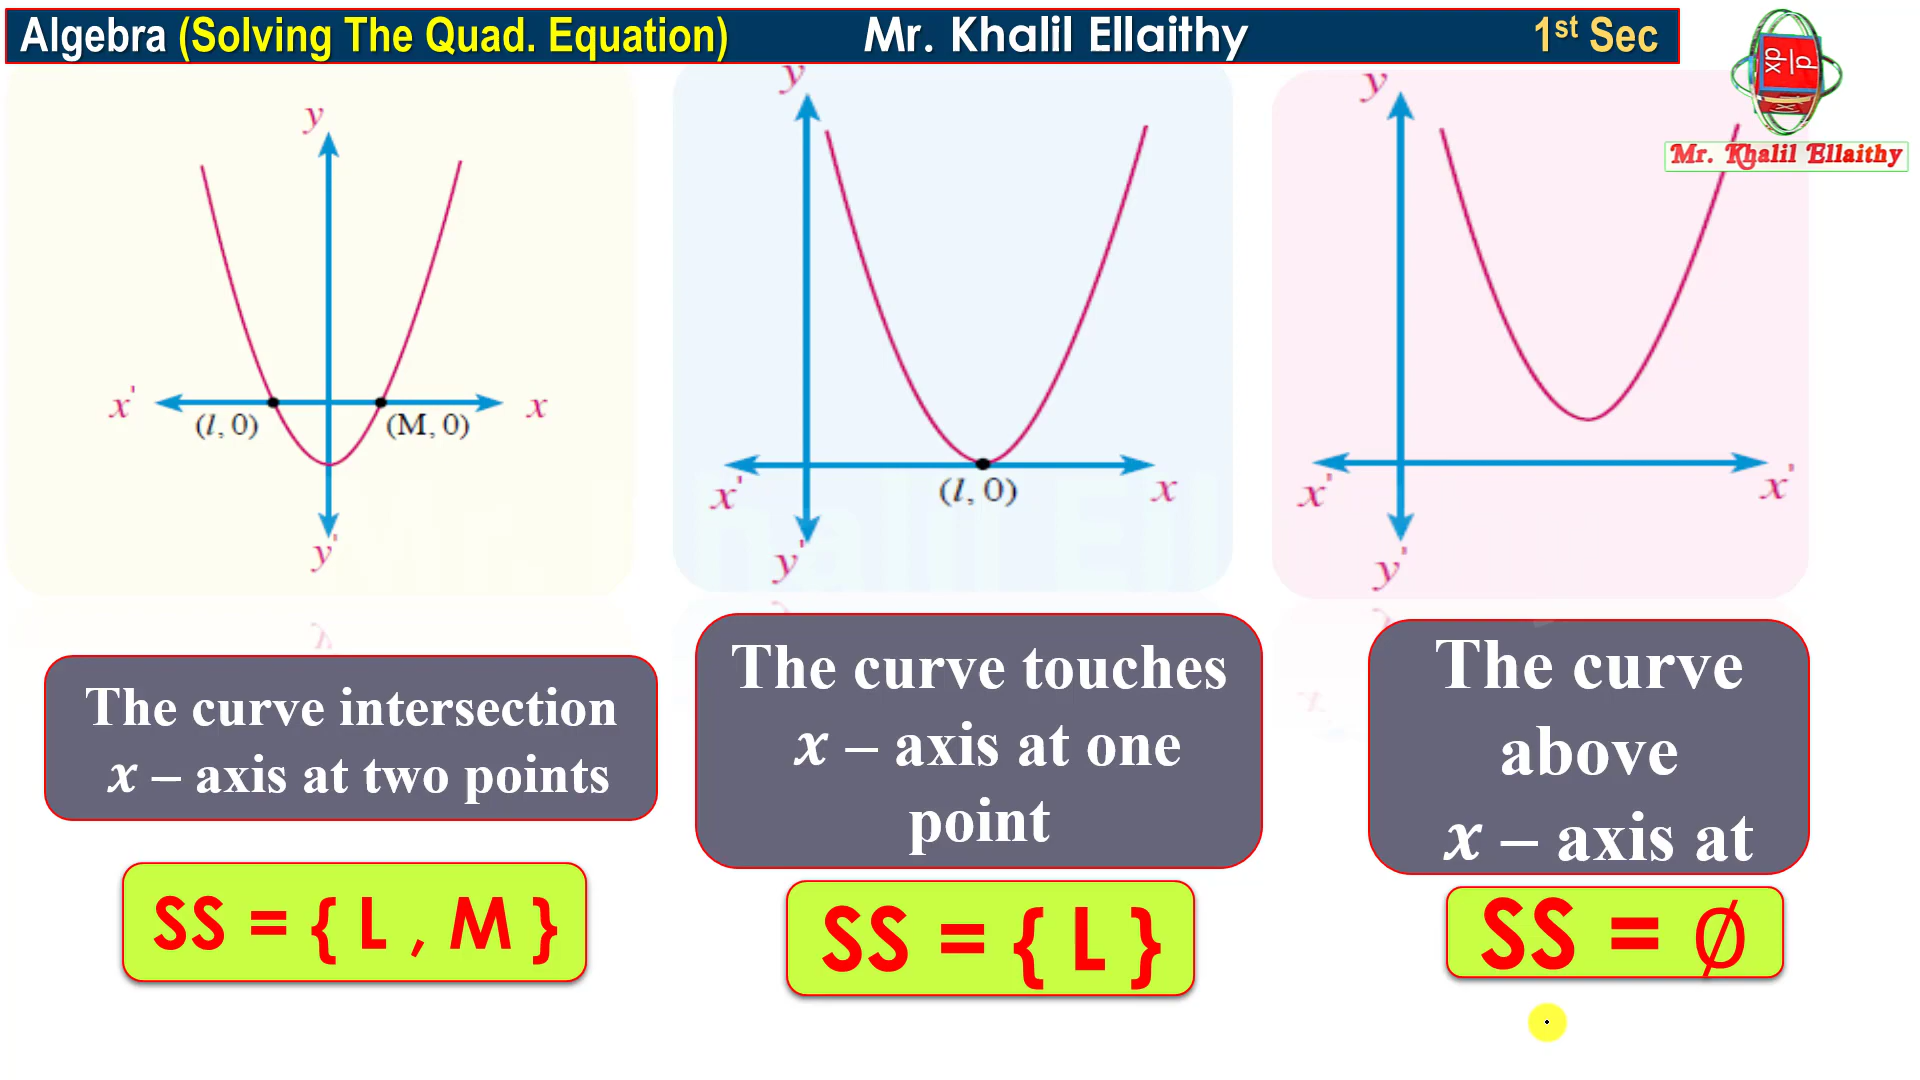 Algebra (Solving The Quad. Equation) Mr. Khalil Ellaithy 1st Sec
d
dx
Mr. Khalil Ellaithy
y
x' x
(l, 0) (M, 0)
y'
y
x' x
(l, 0)
y'
y
x' x'
y'
The curve intersection
x – axis at two points
SS = { L , M }
The curve touches
x – axis at one
point
SS = { L }
The curve
above
x – axis at
SS = ∅